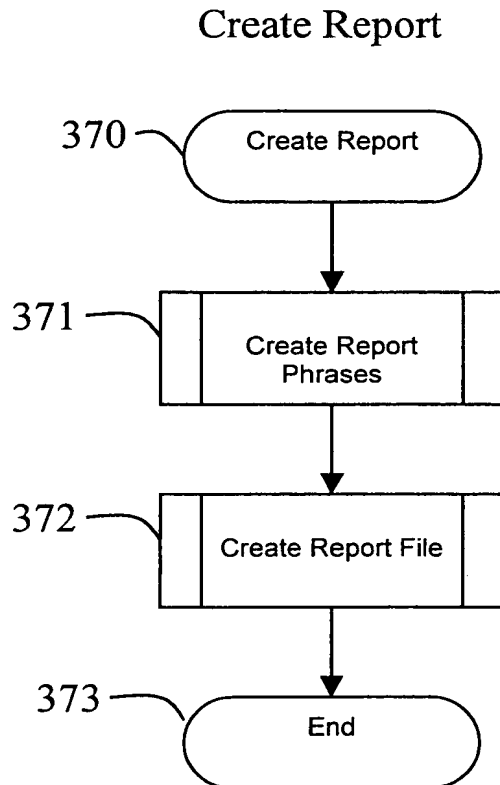 Create Report
370
Create Report
371
Create Report
Phrases
372
Create Report File
373
End